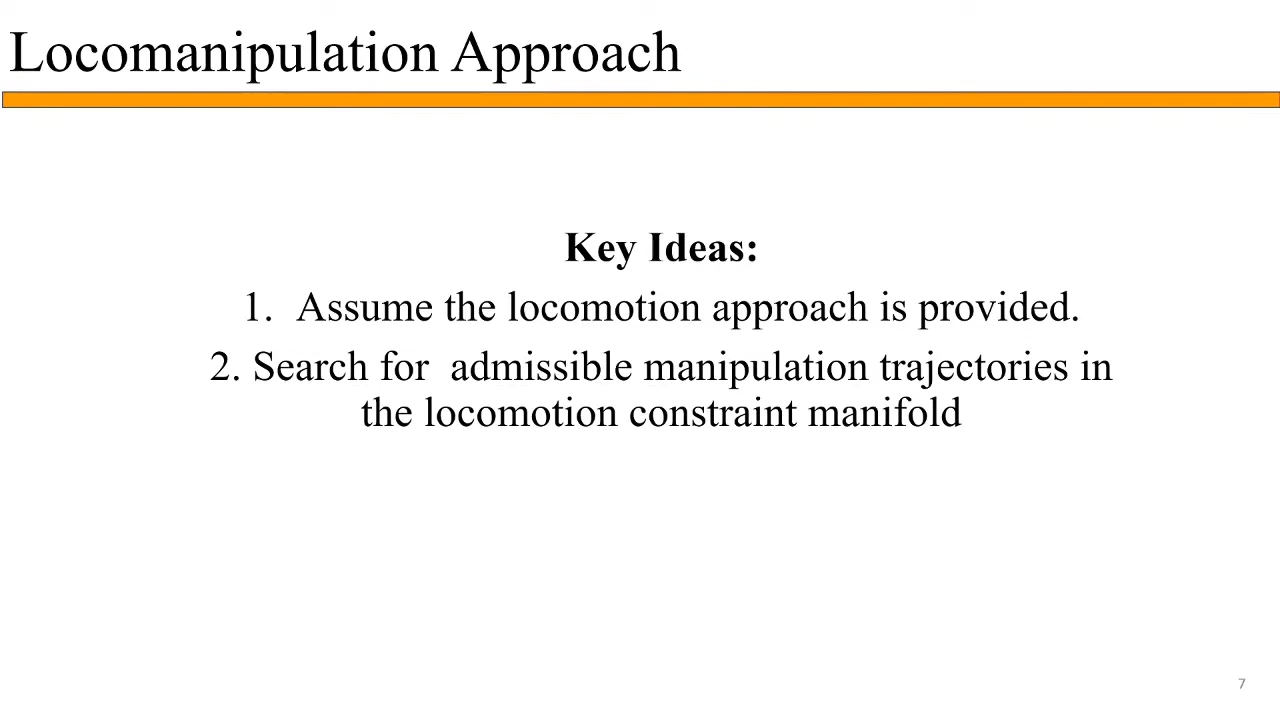 Locomanipulation Approach
Key Ideas:
1. Assume the locomotion approach is provided.
2. Search for admissible manipulation trajectories in
the locomotion constraint manifold
7